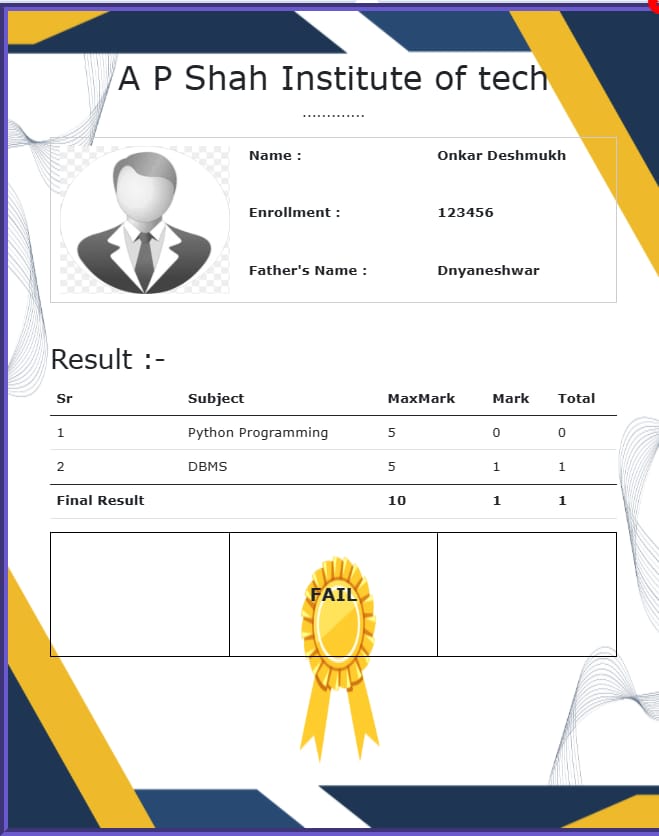 A P Shah Institute of tech
.............
Name : Onkar Deshmukh
Enrollment : 123456
Father's Name : Dnyaneshwar
Result :-
Sr Subject MaxMark Mark Total
1 Python Programming 5 0 0
2 DBMS 5 1 1
Final Result 10 1 1
FAIL